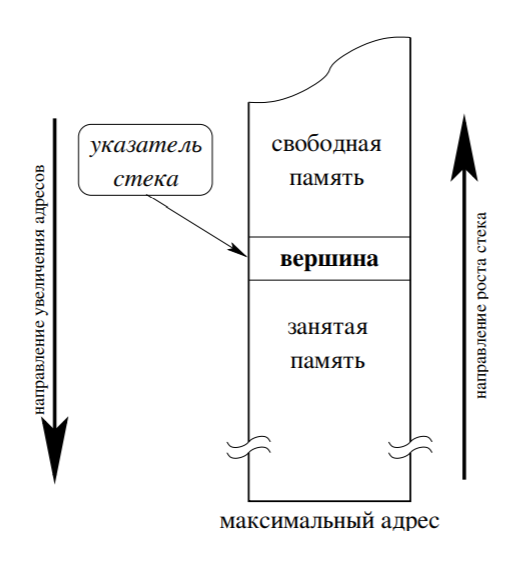 указатель
стека
свободная
память
вершина
занятая
память
максимальный адрес
направление увеличения адресов
направление роста стека